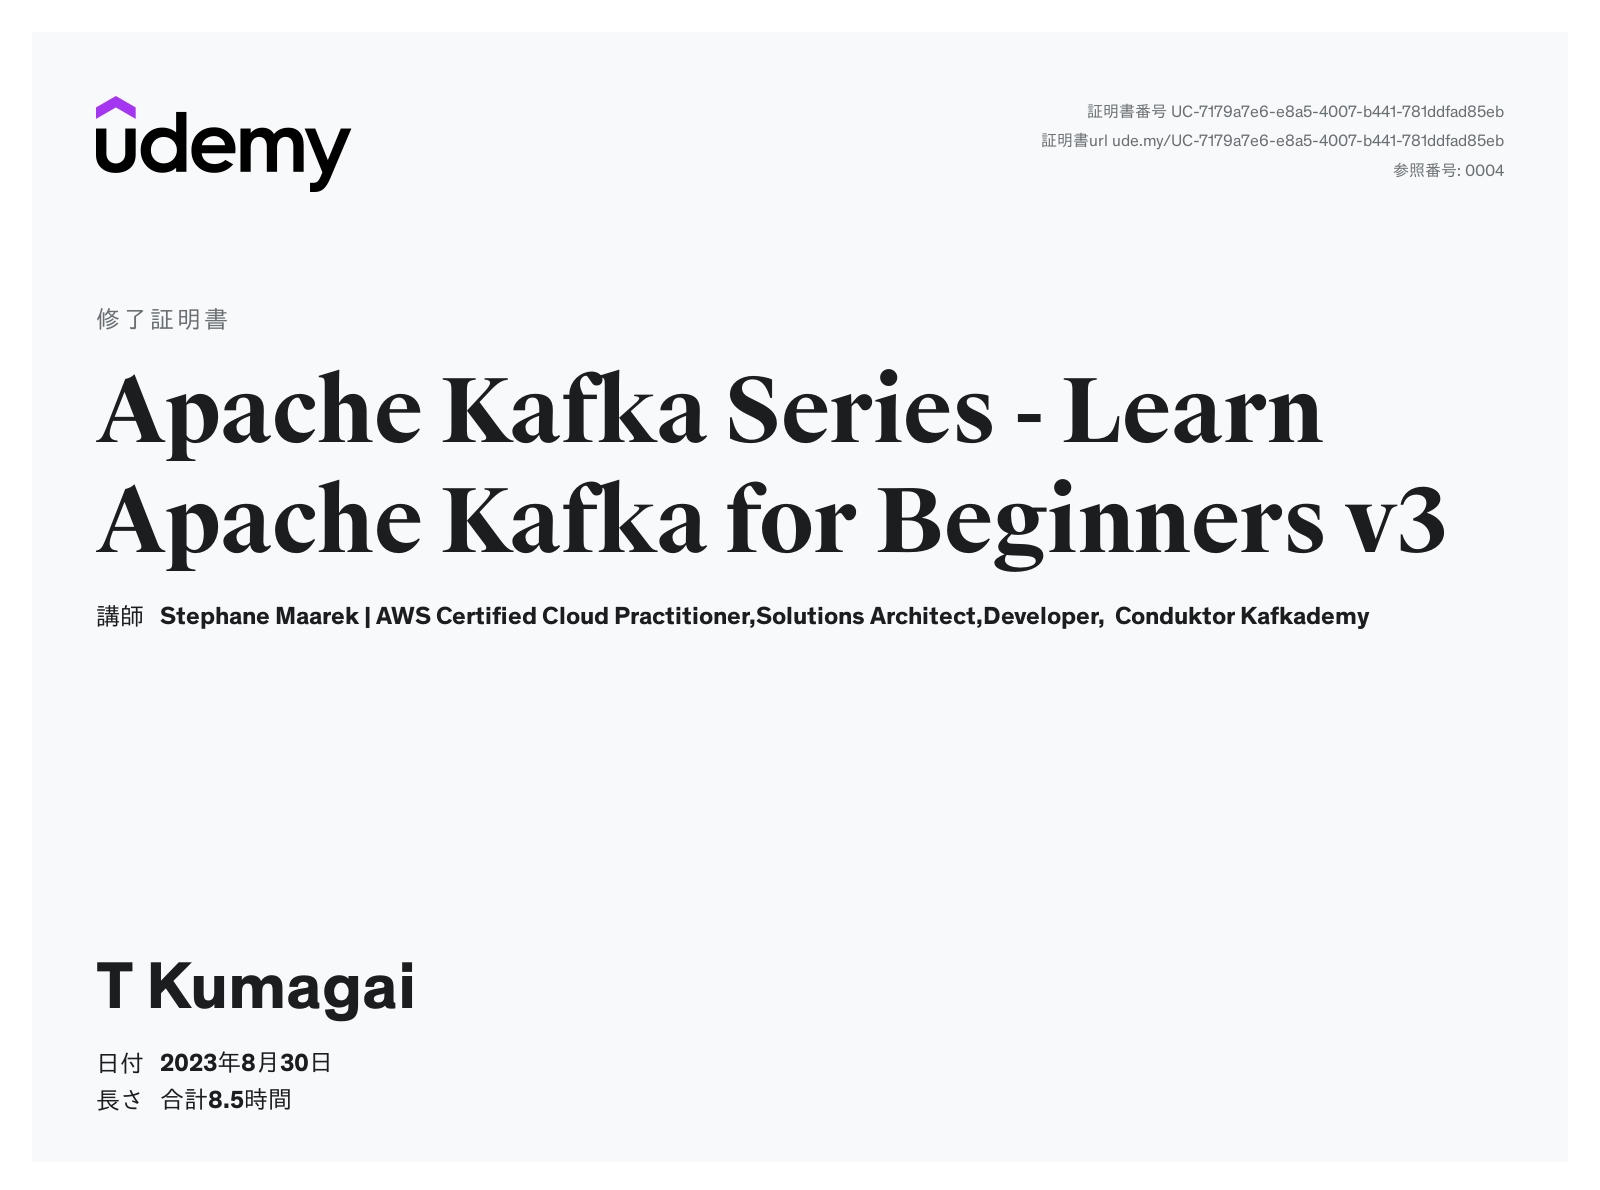 udemy
証明書番号 UC-7179a7e6-e8a5-4007-b441-781ddfad85eb
証明書url ude.my/UC-7179a7e6-e8a5-4007-b441-781ddfad85eb
参照番号: 0004
修了証明書
Apache Kafka Series - Learn
Apache Kafka for Beginners v3
講師 Stephane Maarek | AWS Certified Cloud Practitioner,Solutions Architect,Developer, Conduktor Kafkademy
T Kumagai
日付 2023年8月30日
長さ 合計8.5時間